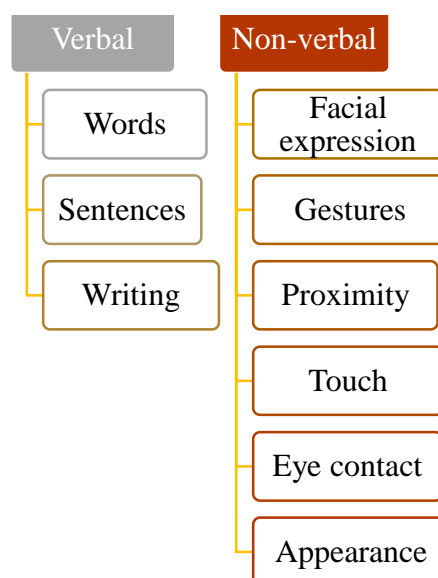 Verbal
Words
Sentences
Writing
Non-verbal
Facial
expression
Gestures
Proximity
Touch
Eye contact
Appearance